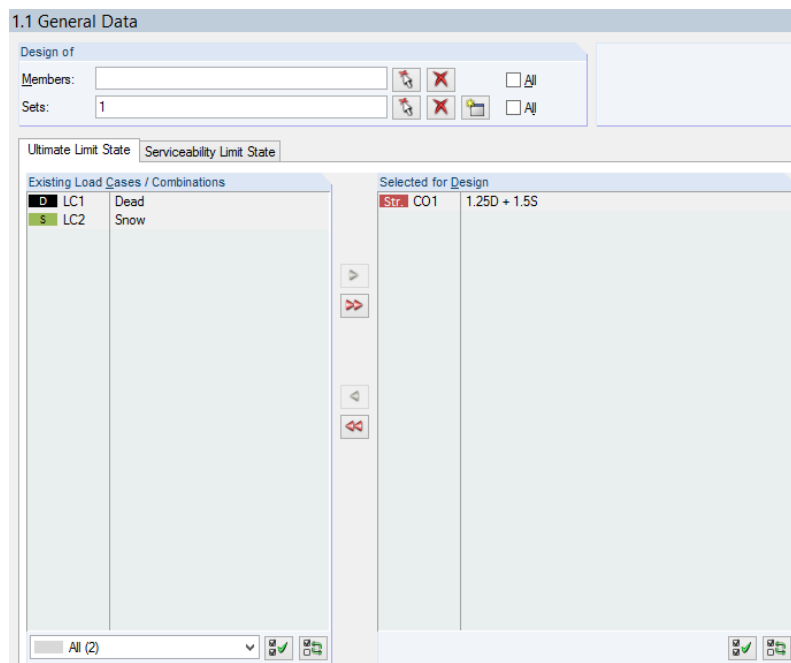 1.1 General Data
Design of
Members:
All
Sets:
1
All
Ultimate Limit State
Serviceability Limit State
Existing Load Cases / Combinations
Selected for Design
D LC1 Dead
Str. CO1 1.25D + 1.5S
S LC2 Snow
All (2)